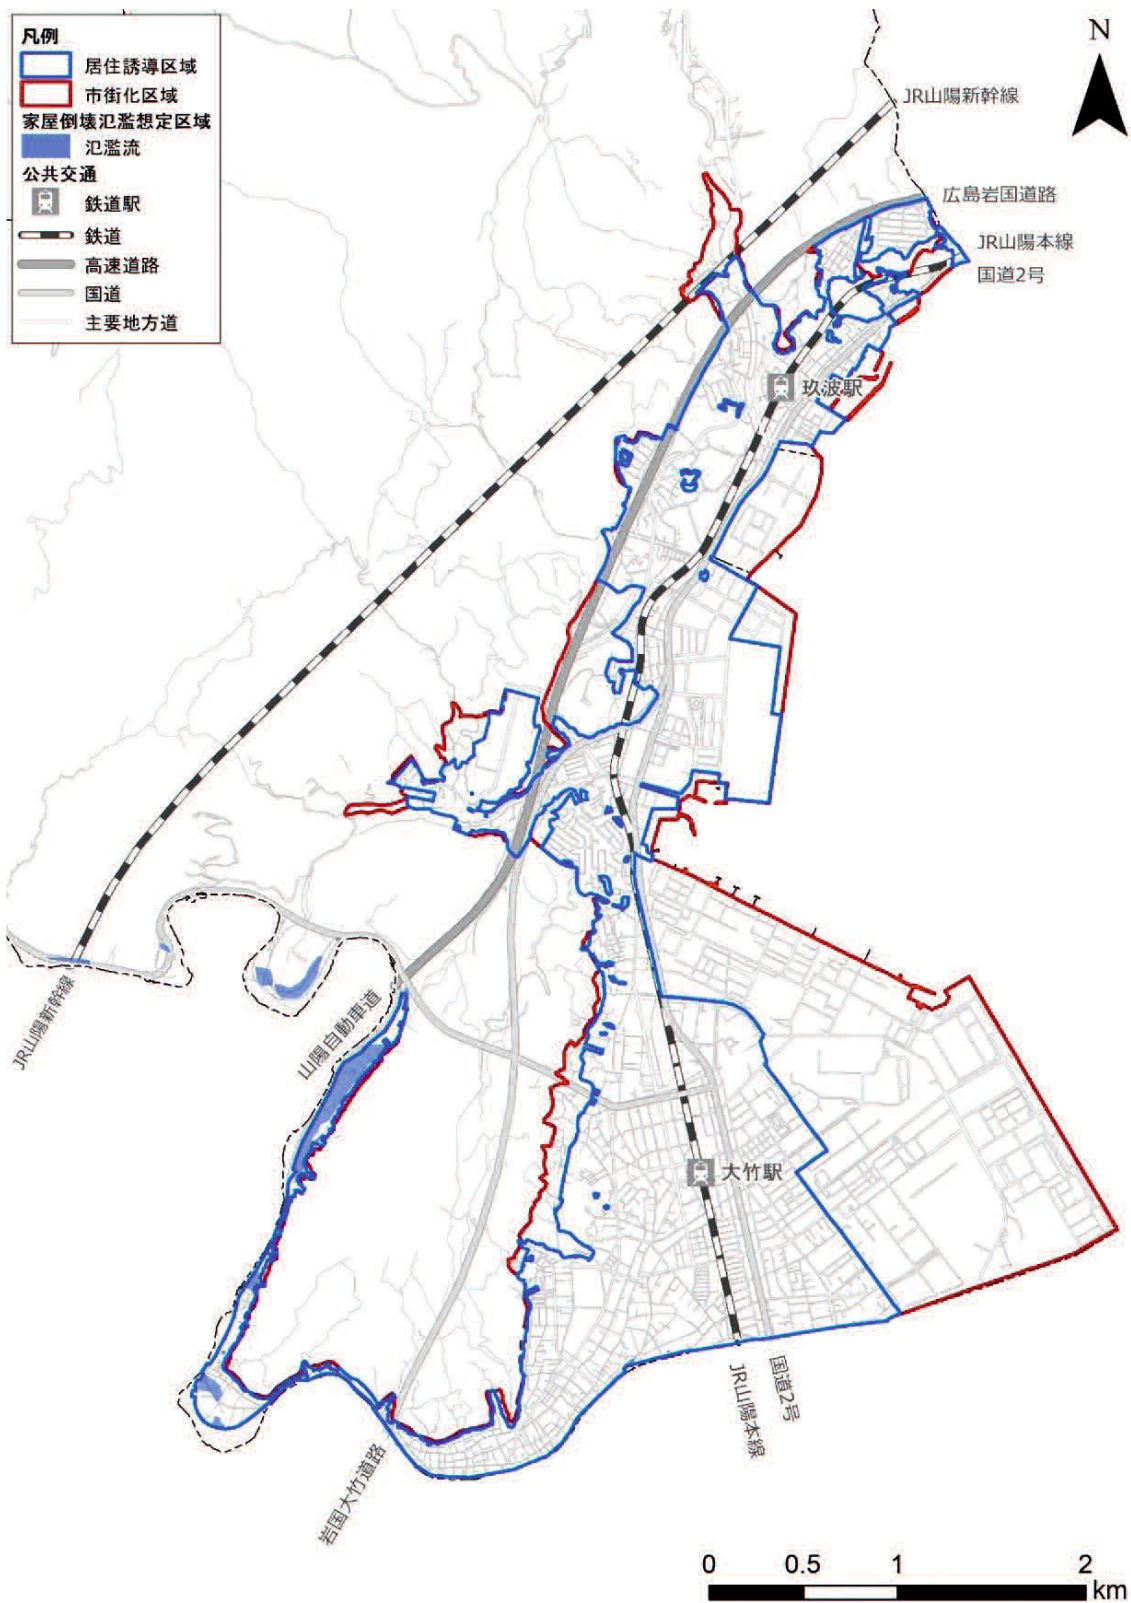 凡例
居住誘導区域
市街化区域
家屋倒壊氾濫想定区域
氾濫流
公共交通
鉄道駅
鉄道
高速道路
国道
主要地方道
N
JR山陽新幹線
広島岩国道路
JR山陽本線
国道2号
玖波駅
JR山陽新幹線
山陽自動車道
大竹駅
国道2号
JR山陽本線
岩国大竹道路
0 0.5 1 2
km